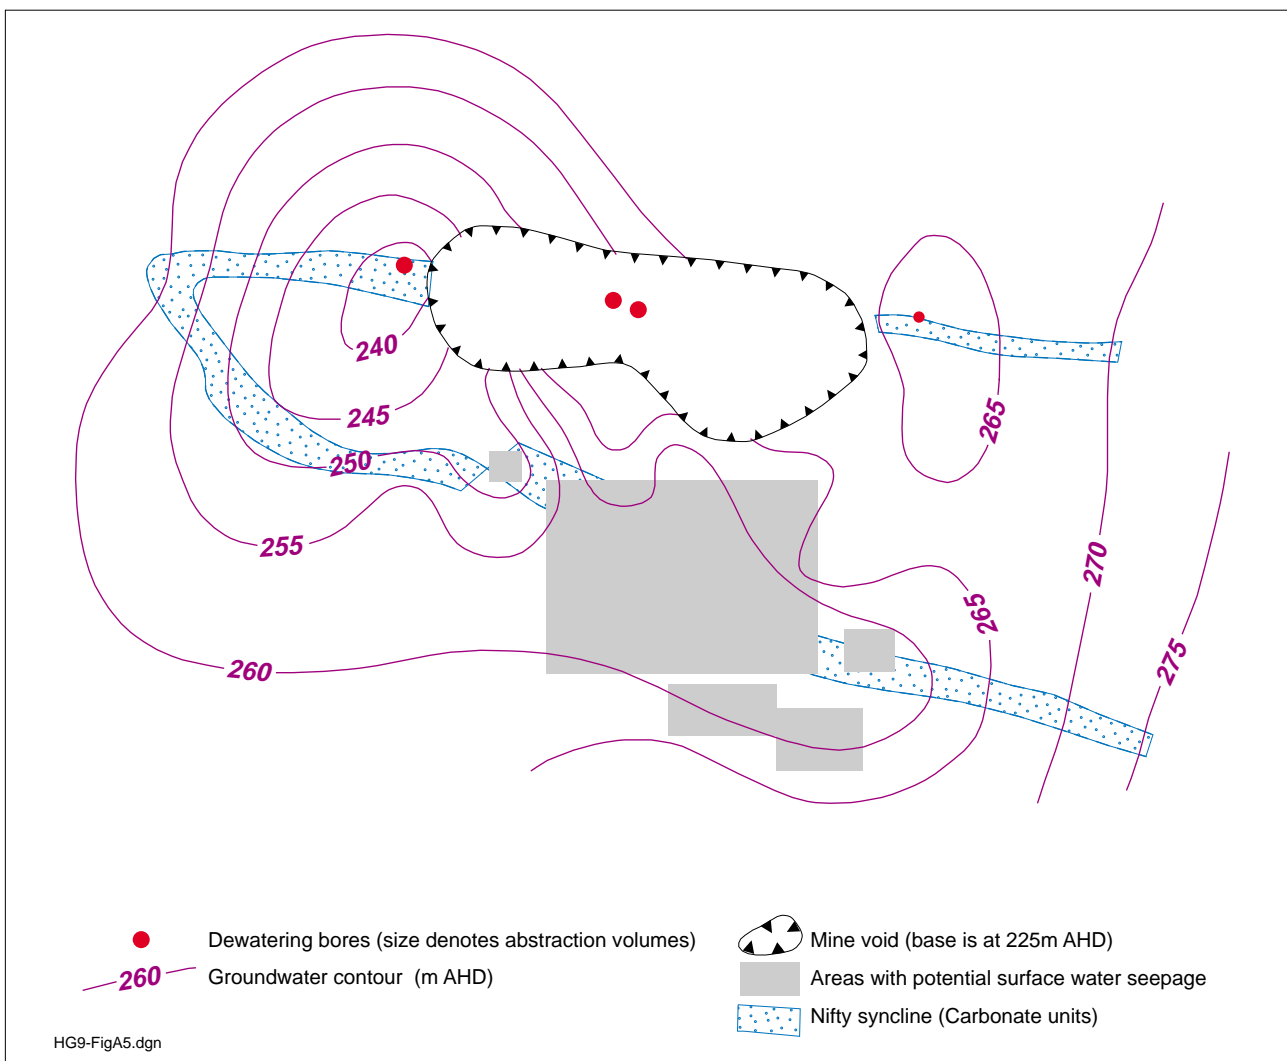 240
245
265
250
255
270
265
260
275
Dewatering bores (size denotes abstraction volumes)
260
Groundwater contour (m AHD)
Mine void (base is at 225m AHD)
Areas with potential surface water seepage
Nifty syncline (Carbonate units)
HG9-FigA5.dgn